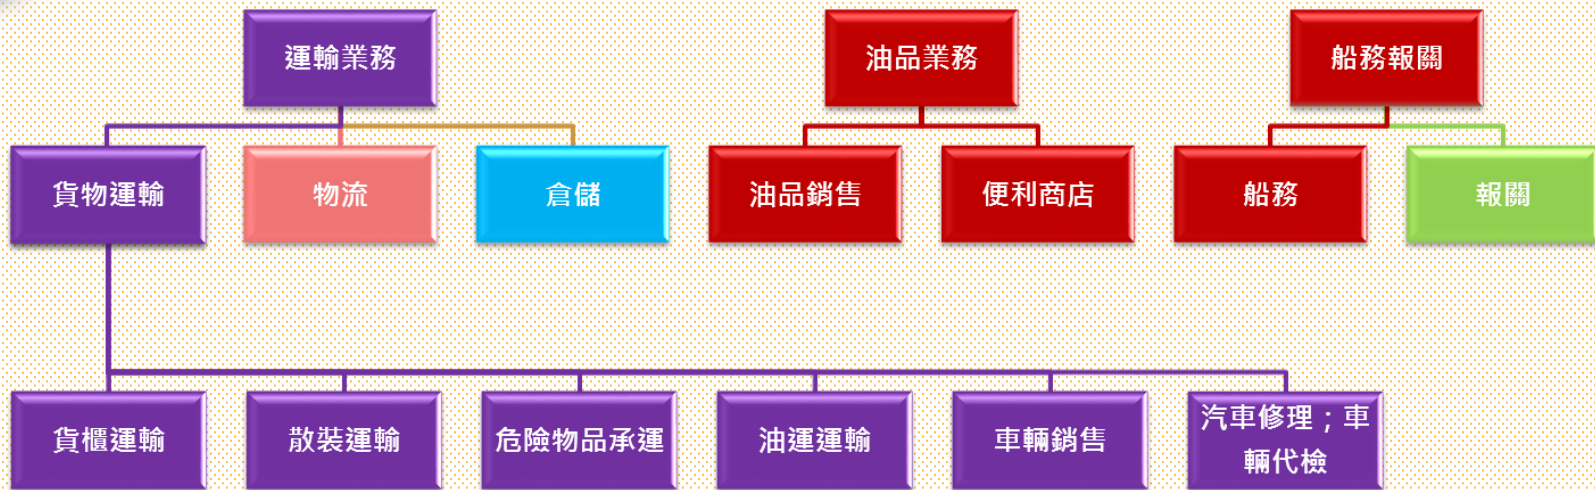 運輸業務
油品業務
船務報關
貨物運輸
物流
倉儲
油品銷售
便利商店
船務
報關
貨櫃運輸
散裝運輸
危險物品承運
油運運輸
車輛銷售
汽車修理；車
輛代檢